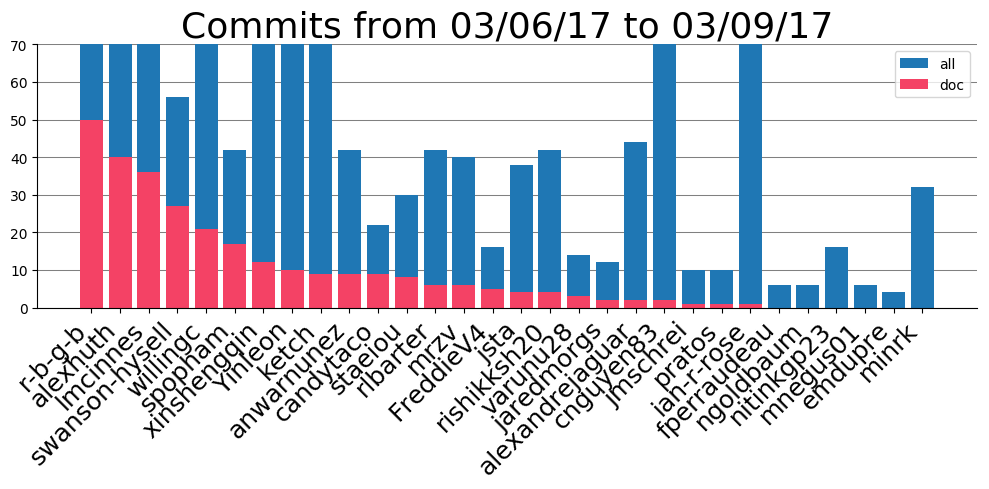 Commits from 03/06/17 to 03/09/17
70
60
50
40
30
20
10
0
all
doc
r-b-g-b
alexhuth
lmcinnes
swanson-hysell
willingc
spopham
xinshengqin
Yinleon
ketch
anwarnunez
candytaco
staeiou
rlbarter
mrzv
FreddieV4
jsta
rishiikksh20
varunu28
jaredmorgs
alexandrejaguar
cnguyen83
jmschrei
pratos
ian-r-rose
fperraudeau
ngoldbaum
nitinkgp23
mnegus01
emdupre
minrk